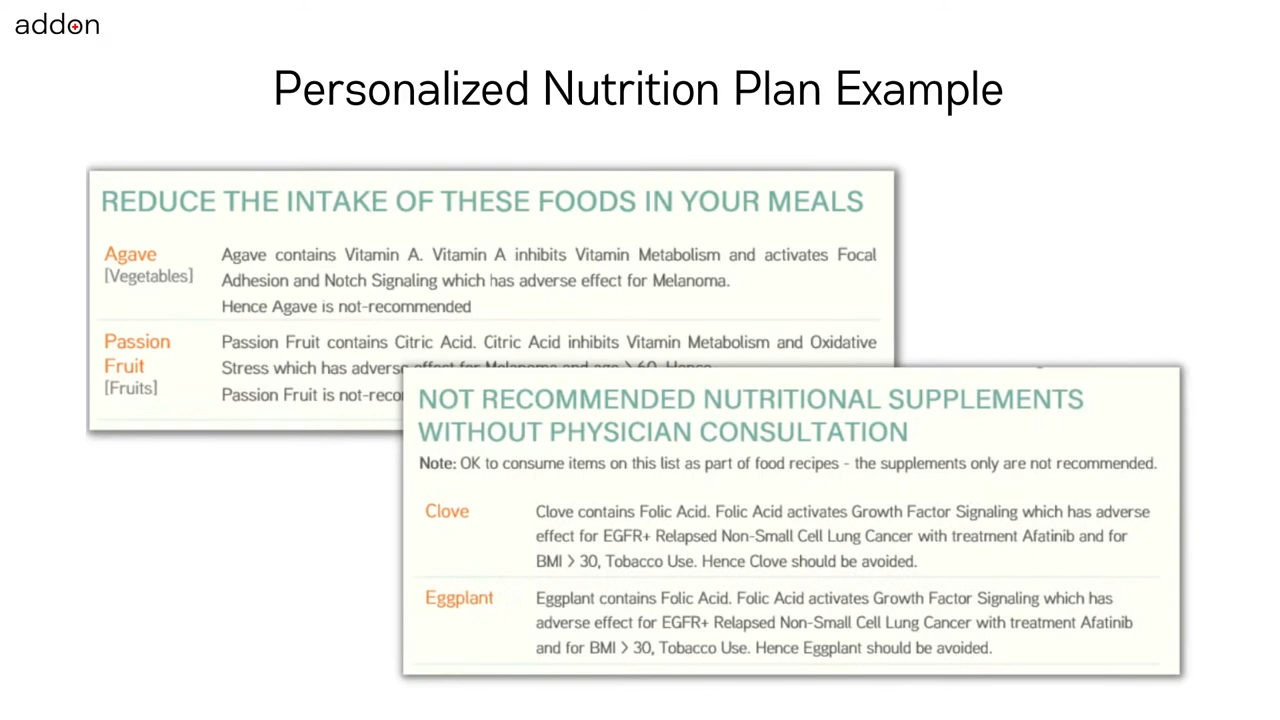 addon
Personalized Nutrition Plan Example
REDUCE THE INTAKE OF THESE FOODS IN YOUR MEALS
Agave
[Vegetables]
Agave contains Vitamin A. Vitamin A inhibits Vitamin Metabolism and activates Focal
Adhesion and Notch Signaling which has adverse effect for Melanoma.
Hence Agave is not-recommended
Passion
Fruit
[Fruits]
Passion Fruit contains Citric Acid. Citric Acid inhibits Vitamin Metabolism and Oxidative
Stress which has adverse effect for Melanoma and age > 60. Hence
Passion Fruit is not-reco
NOT RECOMMENDED NUTRITIONAL SUPPLEMENTS
WITHOUT PHYSICIAN CONSULTATION
Note: OK to consume items on this list as part of food recipes - the supplements only are not recommended.
Clove
Clove contains Folic Acid. Folic Acid activates Growth Factor Signaling which has adverse
effect for EGFR+ Relapsed Non-Small Cell Lung Cancer with treatment Afatinib and for
BMI > 30, Tobacco Use. Hence Clove should be avoided.
Eggplant
Eggplant contains Folic Acid. Folic Acid activates Growth Factor Signaling which has
adverse effect for EGFR+ Relapsed Non-Small Cell Lung Cancer with treatment Afatinib
and for BMI > 30, Tobacco Use. Hence Eggplant should be avoided.